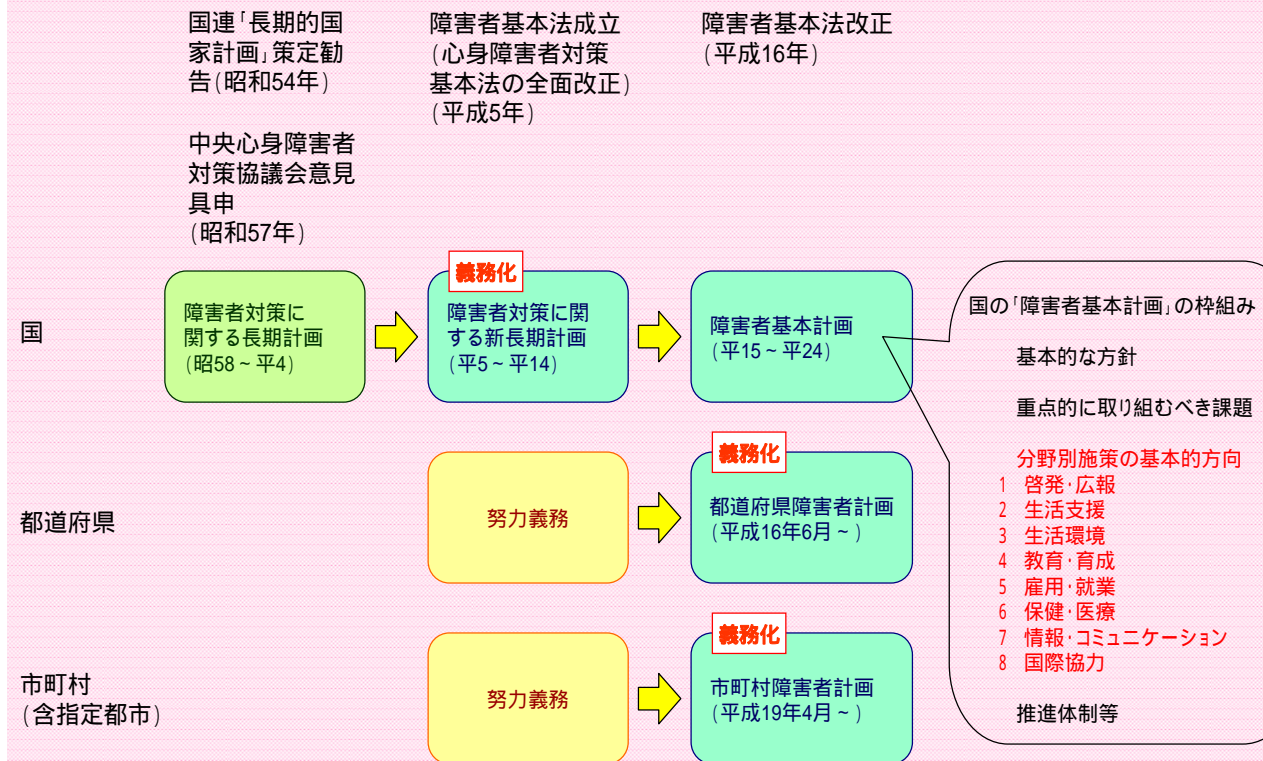 国連「長期的国
家計画」策定勧
告(昭和54年)
中央心身障害者
対策協議会意見
具申
(昭和57年)
障害者基本法成立
(心身障害者対策
基本法の全面改正)
(平成5年)
障害者基本法改正
(平成16年)
国
障害者対策に
関する長期計画
(昭58~平4)
義務化
障害者対策に関
する新長期計画
(平5~平14)
障害者基本計画
(平15~平24)
都道府県
努力義務
義務化
都道府県障害者計画
(平成16年6月~)
市町村
(含指定都市)
努力義務
義務化
市町村障害者計画
(平成19年4月~)
国の「障害者基本計画」の枠組み
基本的な方針
重点的に取り組むべき課題
分野別施策の基本的方向
1 啓発・広報
2 生活支援
3 生活環境
4 教育・育成
5 雇用・就業
6 保健・医療
7 情報・コミュニケーション
8 国際協力
推進体制等